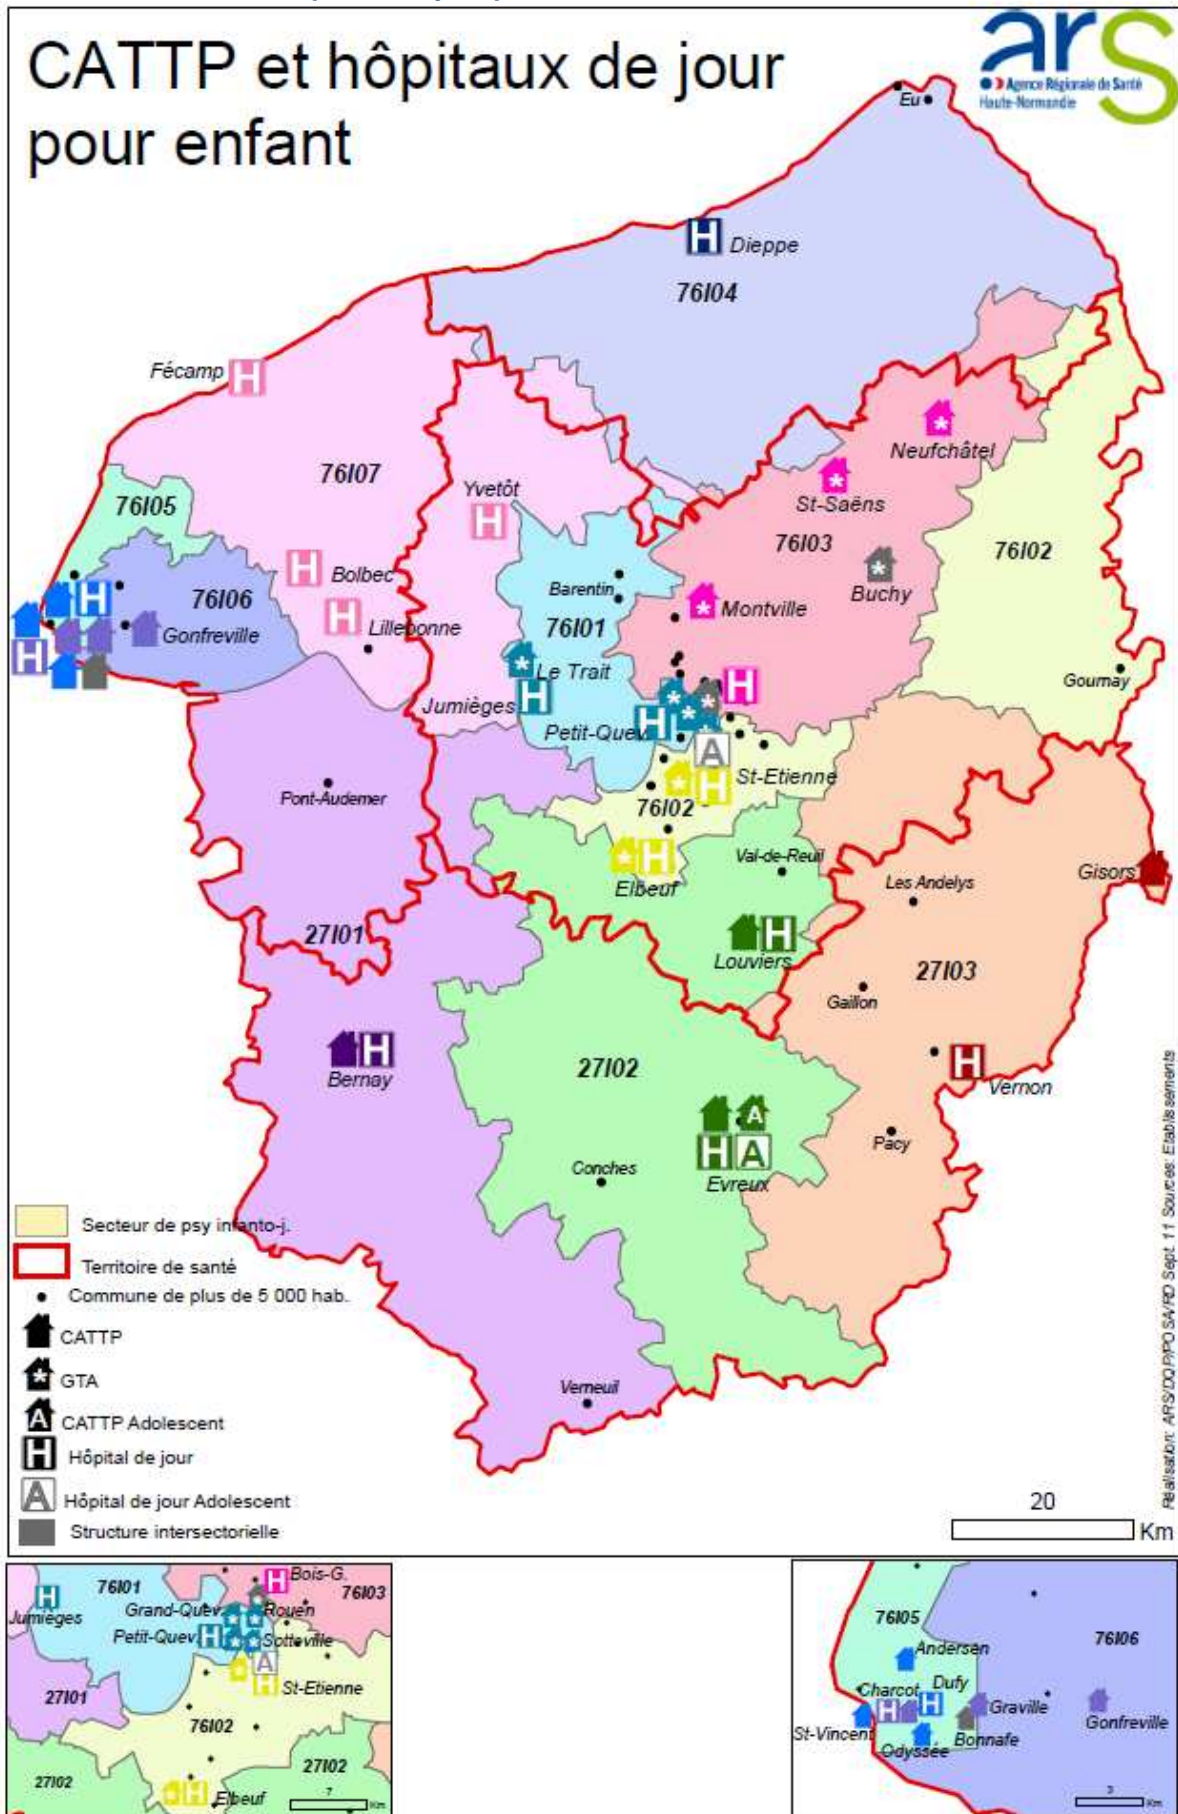 CATTP et hôpitaux de jour
pour enfant
ars
Agence Régionale de Santé
Haute-Normandie
Eu
H Dieppe
76I04
Fécamp H
Neufchâtel
76I07
Yvetôt
H
St-Saëns
76I05
76I03
76I02
H Bolbec
Barentin
Buchy
H
76I06
Montville
H Lillebonne
76I01
Gonfreville
H
Le Trait
Gournay
Jumièges H
H
Petit-Quev.
H
A
St-Etienne
H
Pont-Audemer
76I02
Val-de-Reuil
H
Elbeuf
Gisors
Les Andelys
27I01
H
Louviers
27I03
Gaillon
H
Bernay
27I02
H
Vernon
A
Pacy
H A
Evreux
Conches
Secteur de psy infanto-j.
Territoire de santé
Commune de plus de 5 000 hab.
CATTP
GTA
A CATTP Adolescent
H Hôpital de jour
A Hôpital de jour Adolescent
Structure intersectorielle
Verneuil
20
Km
Réalisation: ARS/DQP/PPO SA/RD Sept. 11 Sources: Etablissements
76I01
H Bois-G.
76I03
H
Jumièges
Grand-Quev.
Rouen
Petit-Quev. H
Sotteville
A
H St-Etienne
27I01
76I02
27I02
27I02
H Elbeuf
7
Km
76I05
76I06
Andersen
Charcot
Dufy
H
H
Graville
Gonfreville
St-Vincent
Odyssée
Bonnafe
3
Km